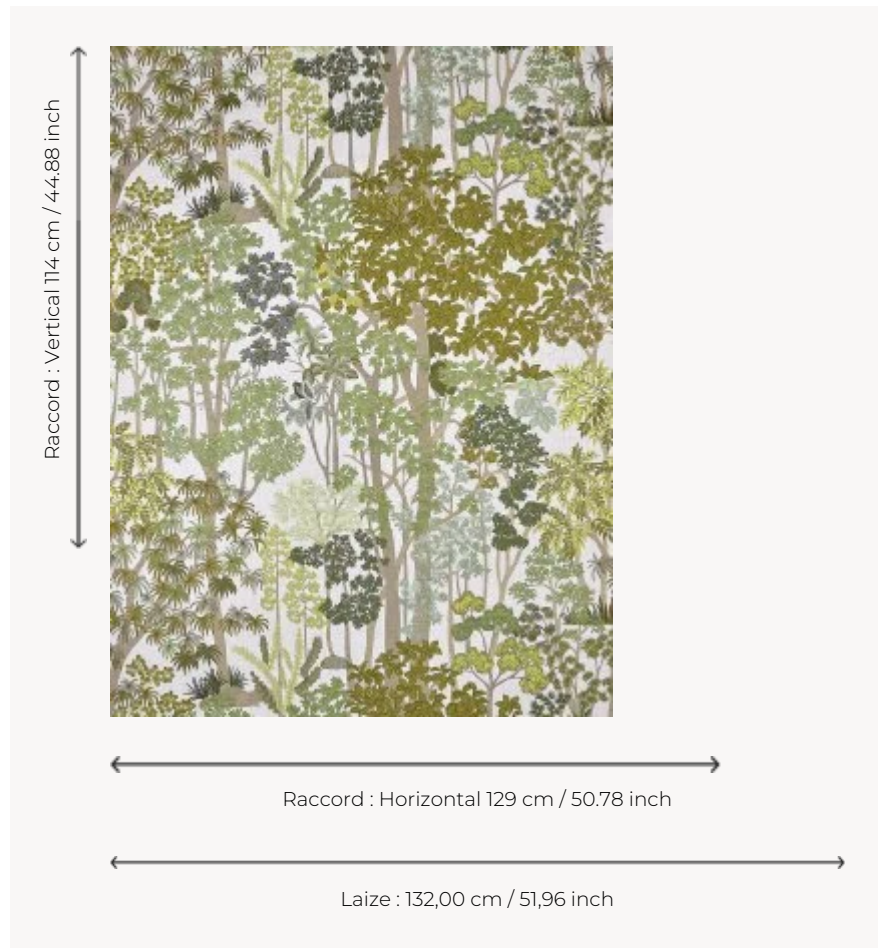 Raccord : Vertical 114 cm / 44.88 inch
Raccord : Horizontal 129 cm / 50.78 inch
Laize : 132,00 cm / 51,96 inch